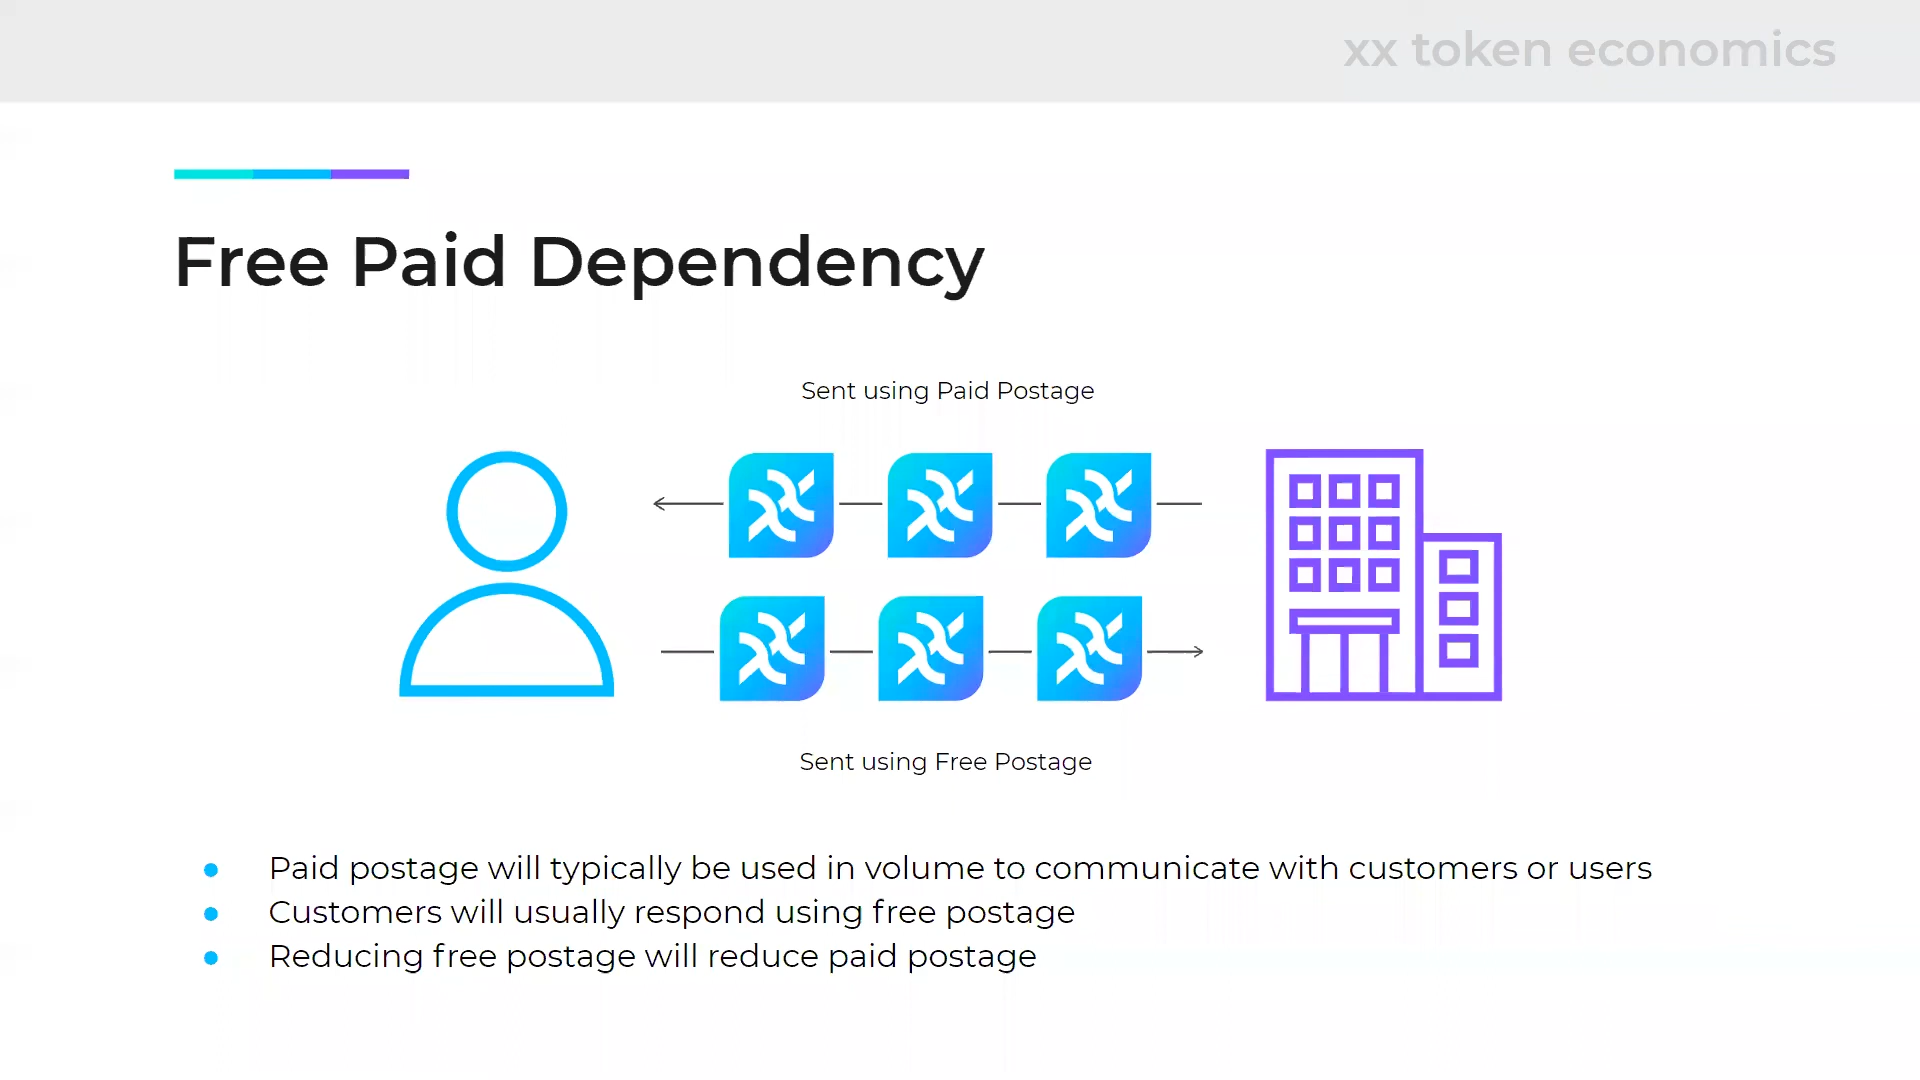 xx token economics
Free Paid Dependency
Sent using Paid Postage
Sent using Free Postage
Paid postage will typically be used in volume to communicate with customers or users
Customers will usually respond using free postage
Reducing free postage will reduce paid postage